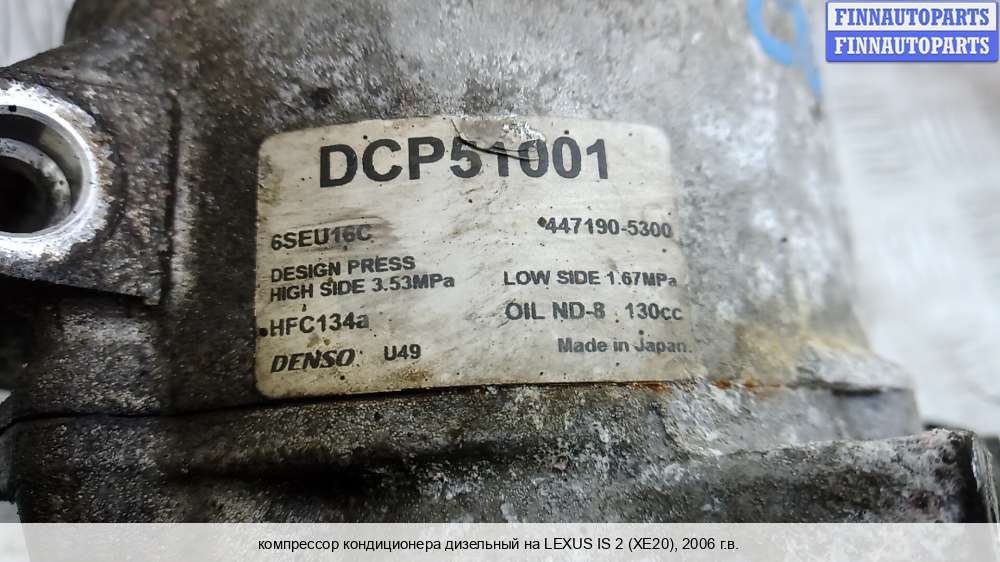 FINNAUTOPARTS
FINNAUTOPARTS
DCP51001
6SEU16C 447190-5300
DESIGN PRESS
HIGH SIDE 3.53MPa LOW SIDE 1.67MPa
HFC134a OIL ND-8 130cc
DENSO U49 Made in Japan.
компрессор кондиционера дизельный на LEXUS IS 2 (XE20), 2006 г.в.